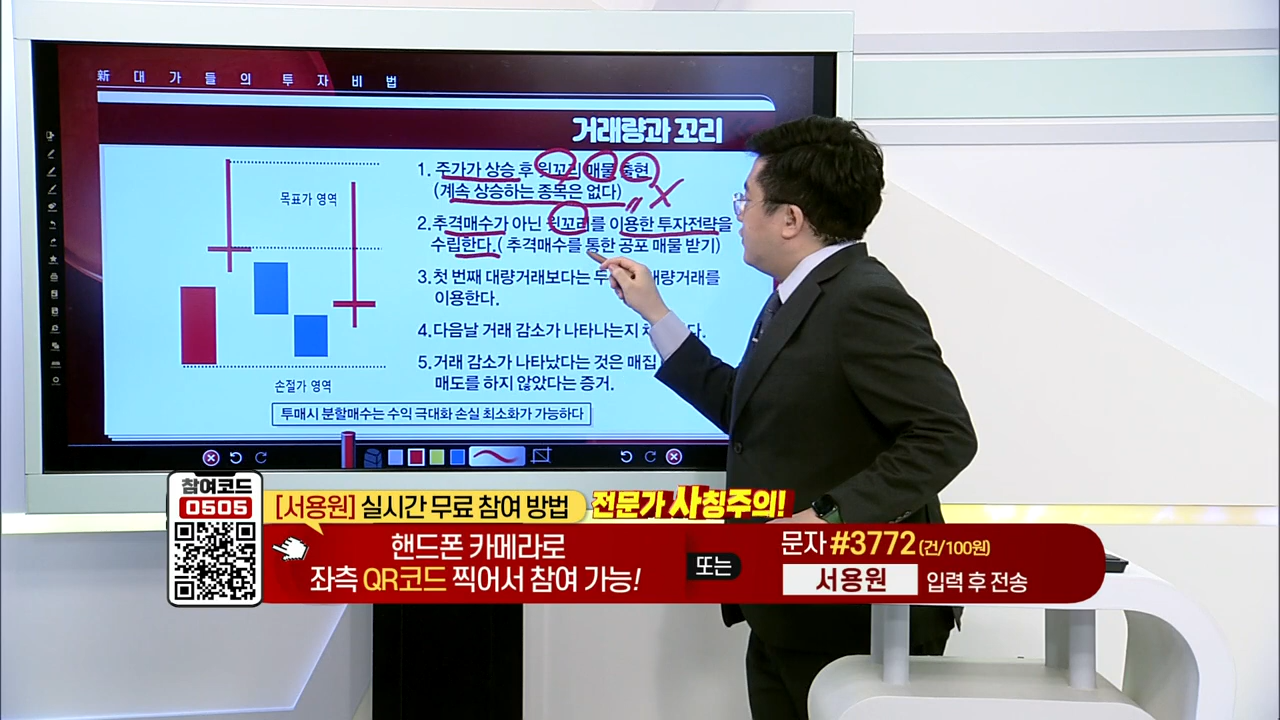 新 대 가 들 의 투 자 비 법
거래량과 꼬리
목표가 영역
손절가 영역
1. 주가가 상승 후 윗꼬리 매물 출현
(계속 상승하는 종목은 없다)
2. 추격매수가 아닌 윗꼬리를 이용한 투자전략을
수립한다.( 추격매수를 통한 공포 매물 받기)
3. 첫 번째 대량거래보다는 두 대량거래를
이용한다.
4. 다음날 거래 감소가 나타나는지 다.
5. 거래 감소가 나타났다는 것은 매집
매도를 하지 않았다는 증거.
투매시 분할매수는 수익 극대화 손실 최소화가 가능하다
참여코드
0505
[서용원] 실시간 무료 참여 방법
전문가 사칭주의!
핸드폰 카메라로
좌측 QR코드 찍어서 참여 가능!
또는
문자 #3772 (건/100원)
서용원 입력 후 전송